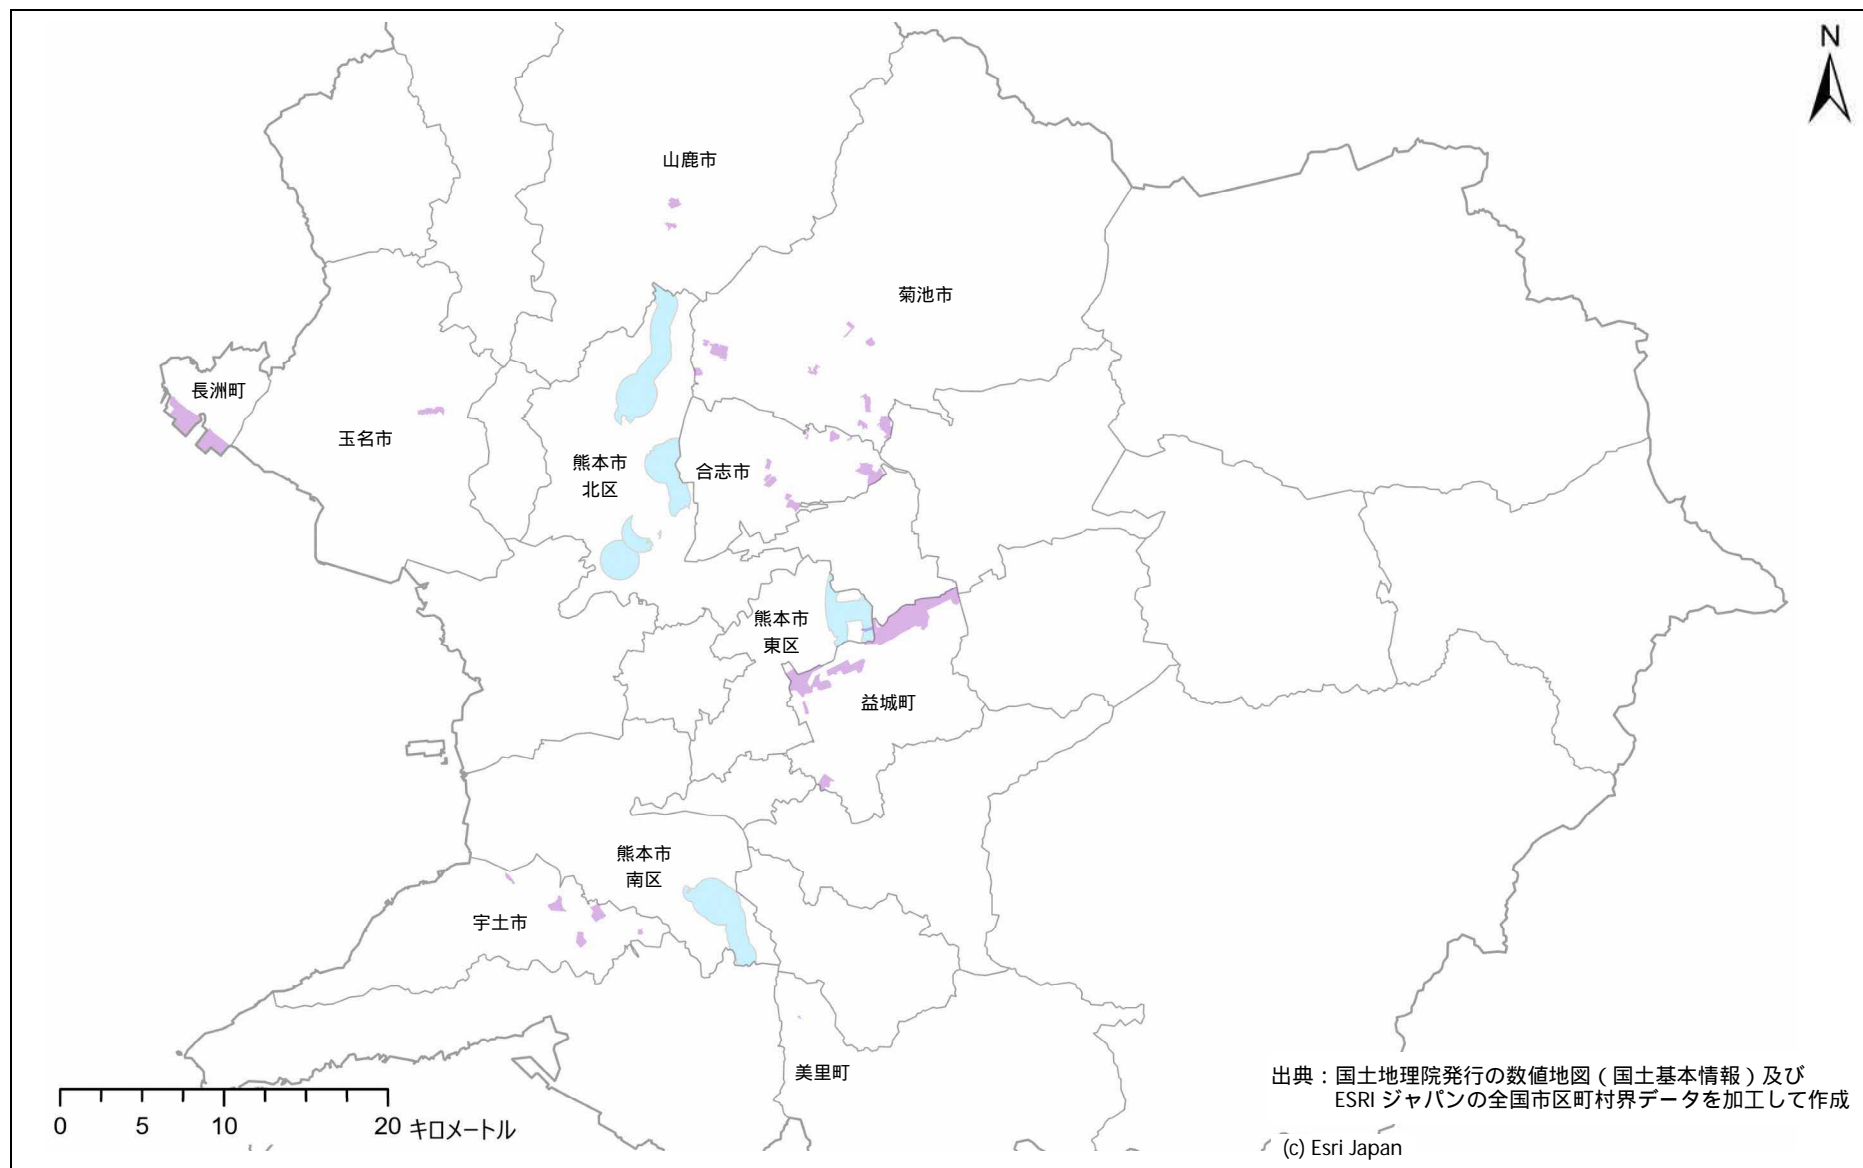 N
山鹿市
菊池市
長洲町
玉名市
熊本市
北区
合志市
熊本市
東区
益城町
熊本市
南区
宇土市
美里町
出典：国土地理院発行の数値地図（国土基本情報）及び
ESRI ジャパンの全国市区町村界データを加工して作成
0 5 10 20 キロメートル
(c) Esri Japan